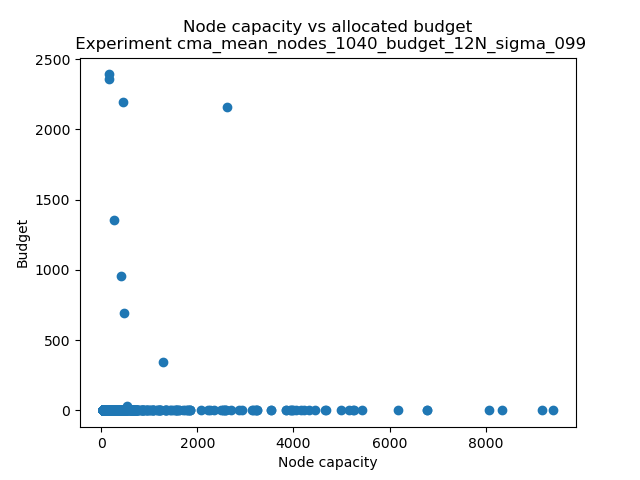 Node capacity vs allocated budget
Experiment cma_mean_nodes_1040_budget_12N_sigma_099
2500
2000
1500
1000
500
0
Budget
0 2000 4000 6000 8000
Node capacity